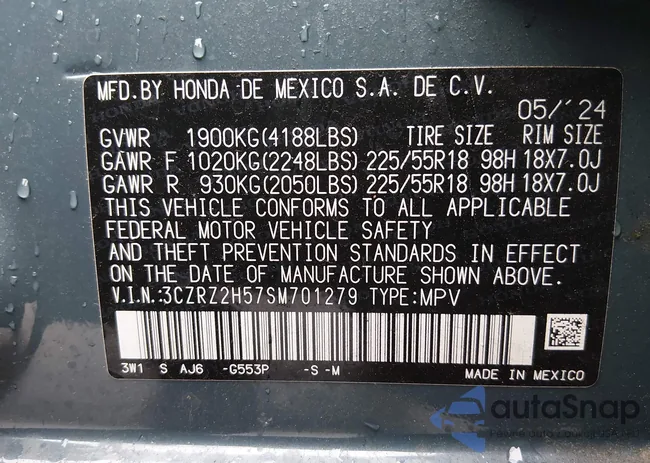 MFD.BY HONDA DE MEXICO S.A. DE C.V.
05/'24
GVWR 1900KG(4188LBS) TIRE SIZE RIM SIZE
GAWR F 1020KG(2248LBS) 225/55R18 98H 18X7.0J
GAWR R 930KG(2050LBS) 225/55R18 98H 18X7.0J
THIS VEHICLE CONFORMS TO ALL APPLICABLE
FEDERAL MOTOR VEHICLE SAFETY
AND THEFT PREVENTION STANDARDS IN EFFECT
ON THE DATE OF MANUFACTURE SHOWN ABOVE.
V.I.N.:3CZRZ2H57SM701279 TYPE:MPV
3W1 S AJ6 -G553P -S -M
MADE IN MEXICO
autaSnap